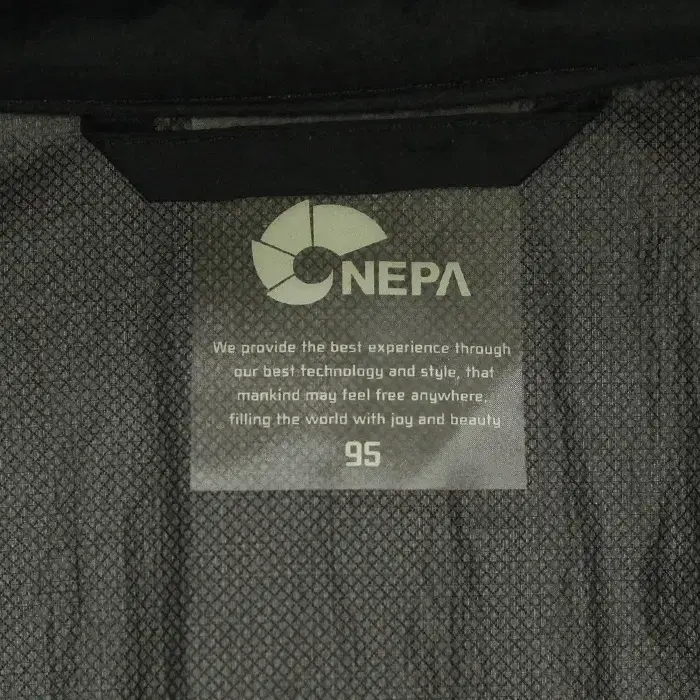 NEPA
We provide the best experience through
our best technology and style, that
mankind may feel free anywhere,
filling the world with joy and beauty
95